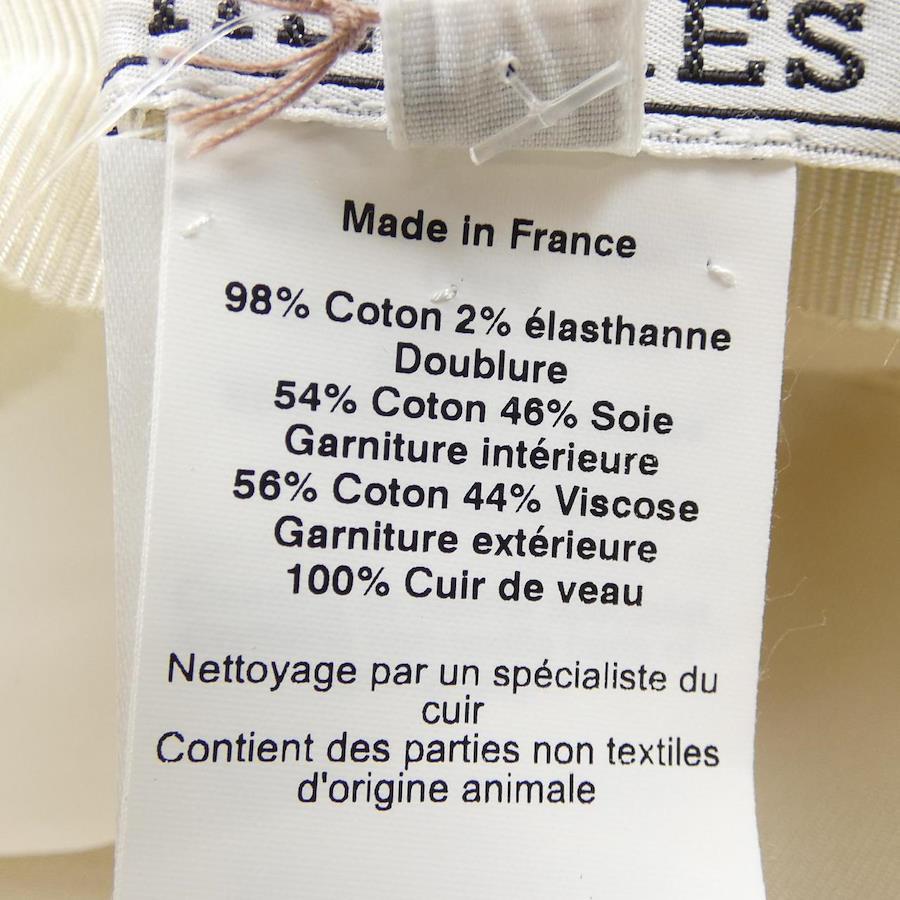 Made in France
98% Coton 2% élasthanne
Doublure
54% Coton 46% Soie
Garniture intérieure
56% Coton 44% Viscose
Garniture extérieure
100% Cuir de veau
Nettoyage par un spécialiste du
cuir
Contient des parties non textiles
d'origine animale